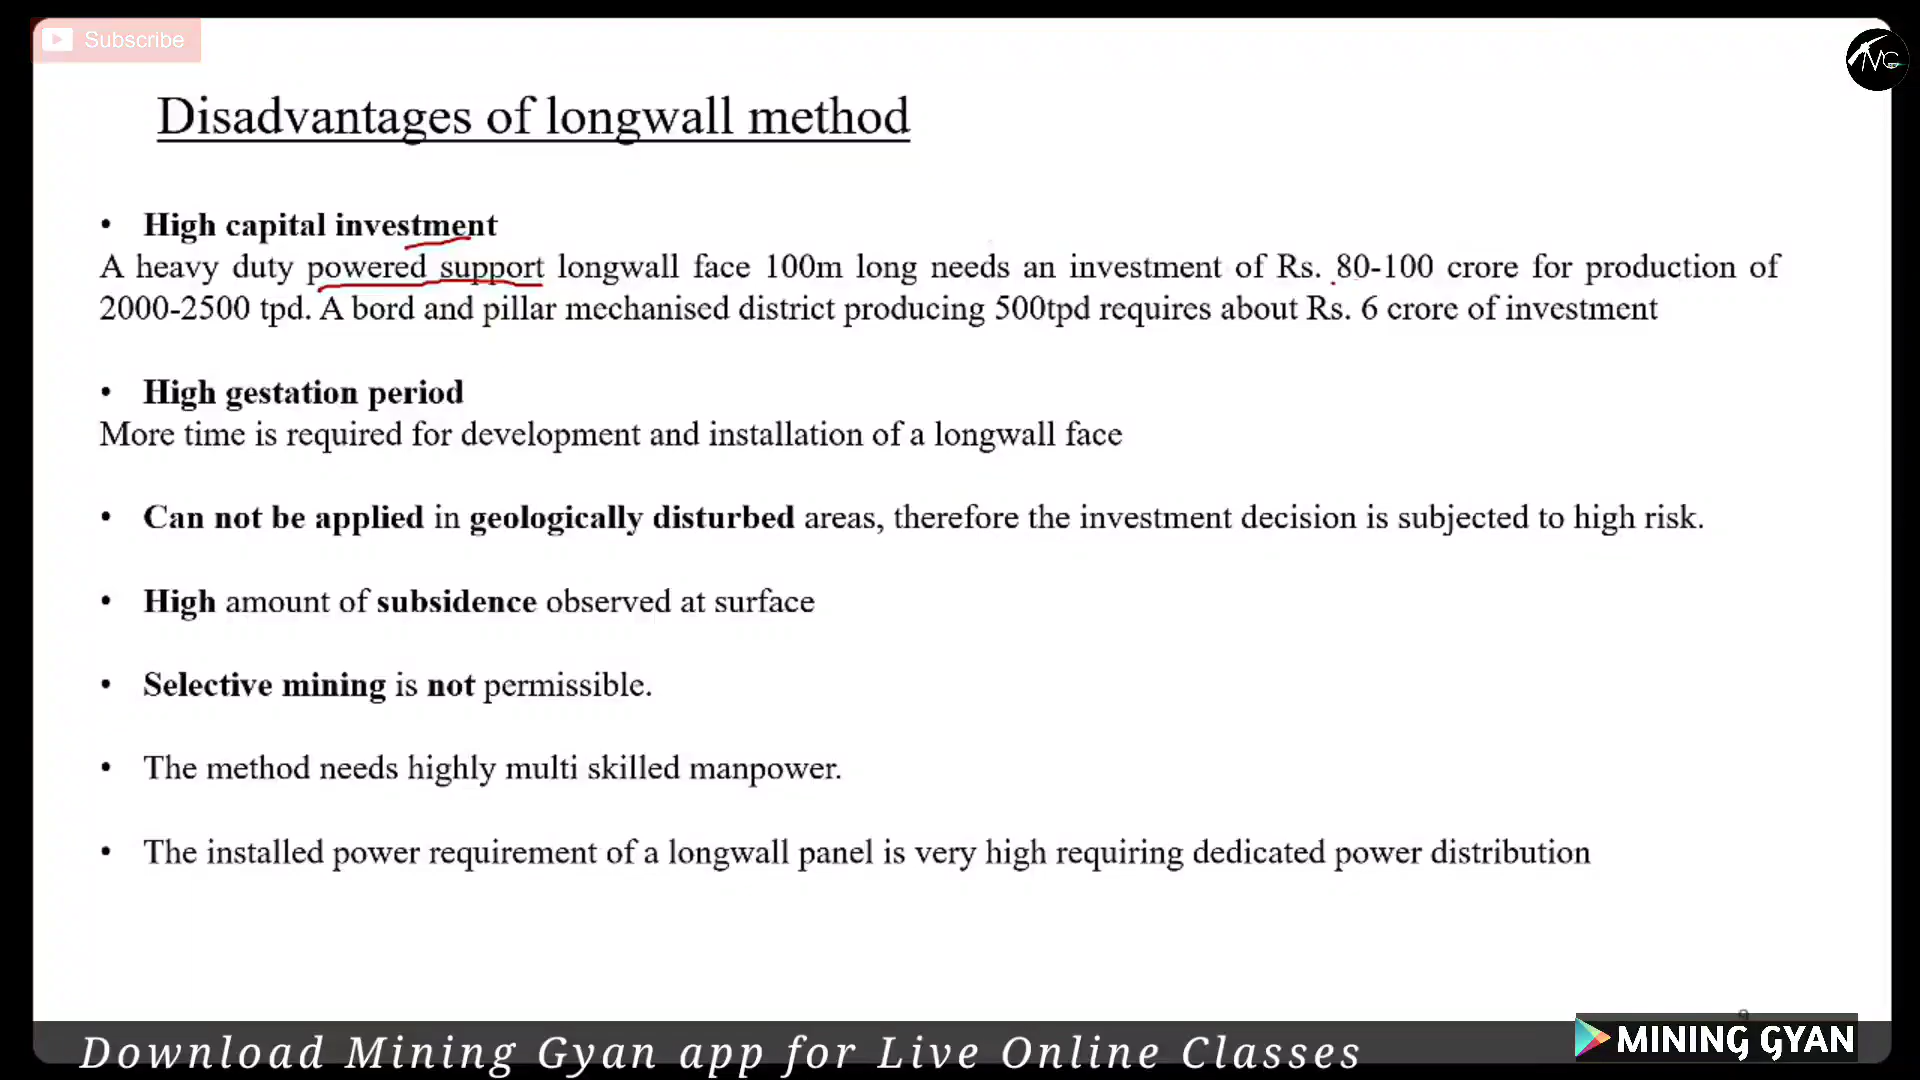 Subscribe
Disadvantages of longwall method
• High capital investment
A heavy duty powered support longwall face 100m long needs an investment of Rs. 80-100 crore for production of
2000-2500 tpd. A bord and pillar mechanised district producing 500tpd requires about Rs. 6 crore of investment
• High gestation period
More time is required for development and installation of a longwall face
• Can not be applied in geologically disturbed areas, therefore the investment decision is subjected to high risk.
• High amount of subsidence observed at surface
• Selective mining is not permissible.
• The method needs highly multi skilled manpower.
• The installed power requirement of a longwall panel is very high requiring dedicated power distribution
9
Download Mining Gyan app for Live Online Classes
MINING GYAN